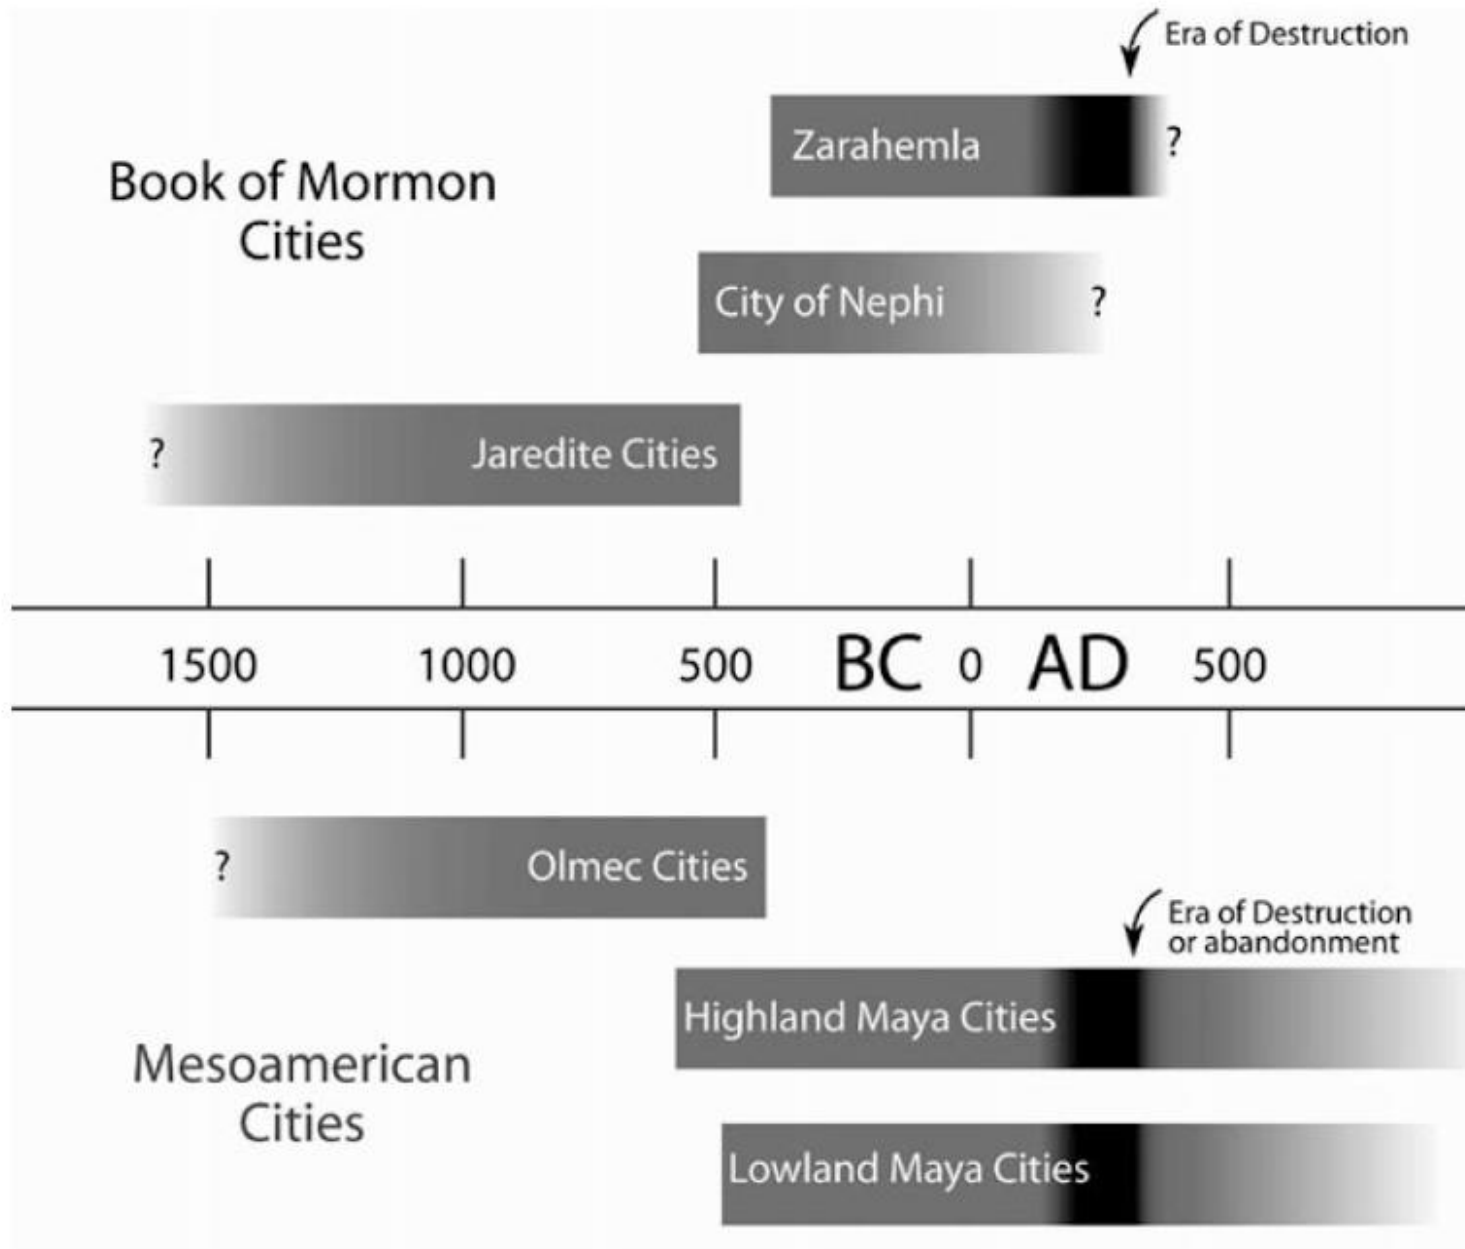 Era of Destruction
Zarahemla
?
Book of Mormon
Cities
City of Nephi
?
?
Jaredite Cities
1500 1000 500 BC 0 AD 500
?
Olmec Cities
Era of Destruction
or abandonment
Highland Maya Cities
Mesoamerican
Cities
Lowland Maya Cities